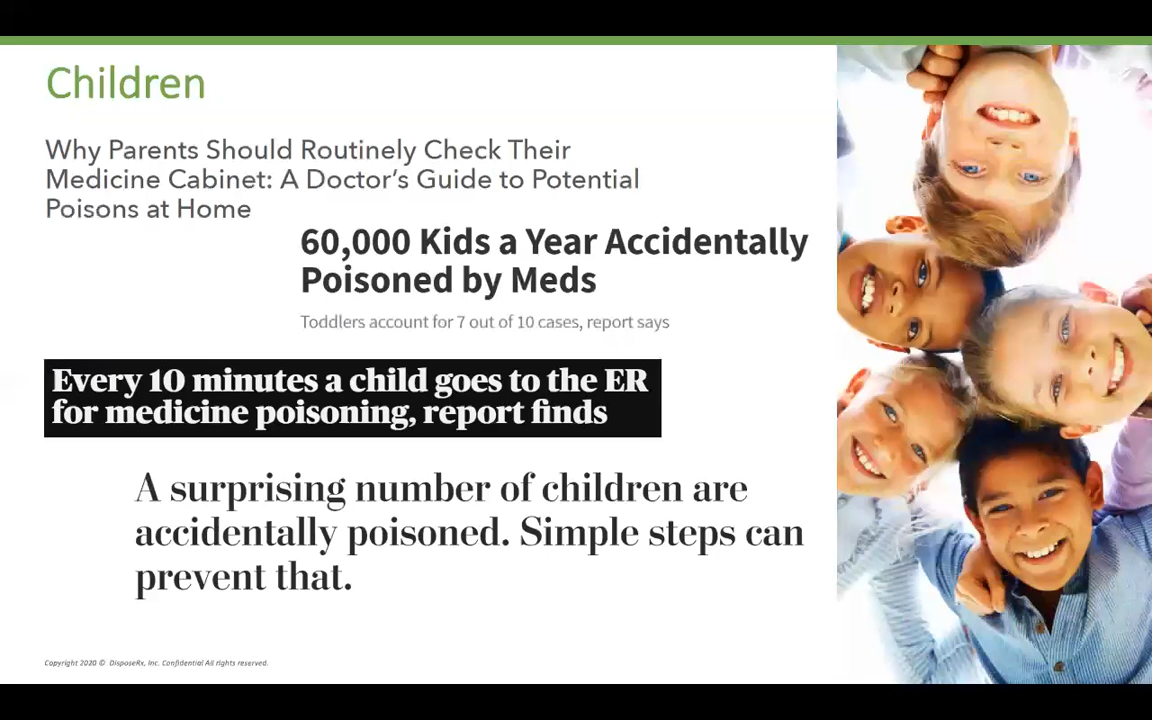 Children
Why Parents Should Routinely Check Their
Medicine Cabinet: A Doctor's Guide to Potential
Poisons at Home
60,000 Kids a Year Accidentally
Poisoned by Meds
Toddlers account for 7 out of 10 cases, report says
Every 10 minutes a child goes to the ER
for medicine poisoning, report finds
A surprising number of children are
accidentally poisoned. Simple steps can
prevent that.
Copyright 2020 © DisposeRx, Inc. Confidential All rights reserved.